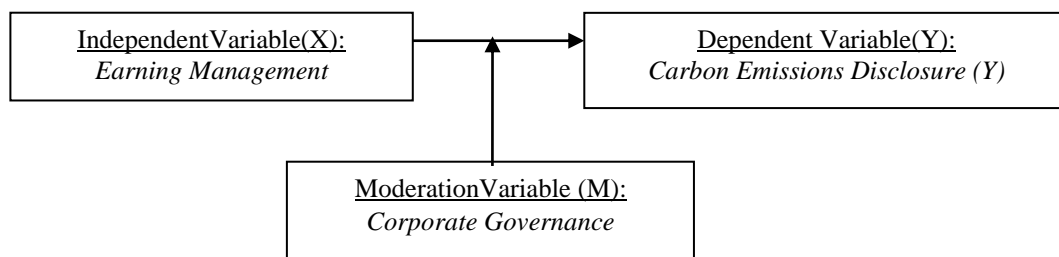 IndependentVariable(X):
Earning Management
Dependent Variable(Y):
Carbon Emissions Disclosure (Y)
ModerationVariable (M):
Corporate Governance